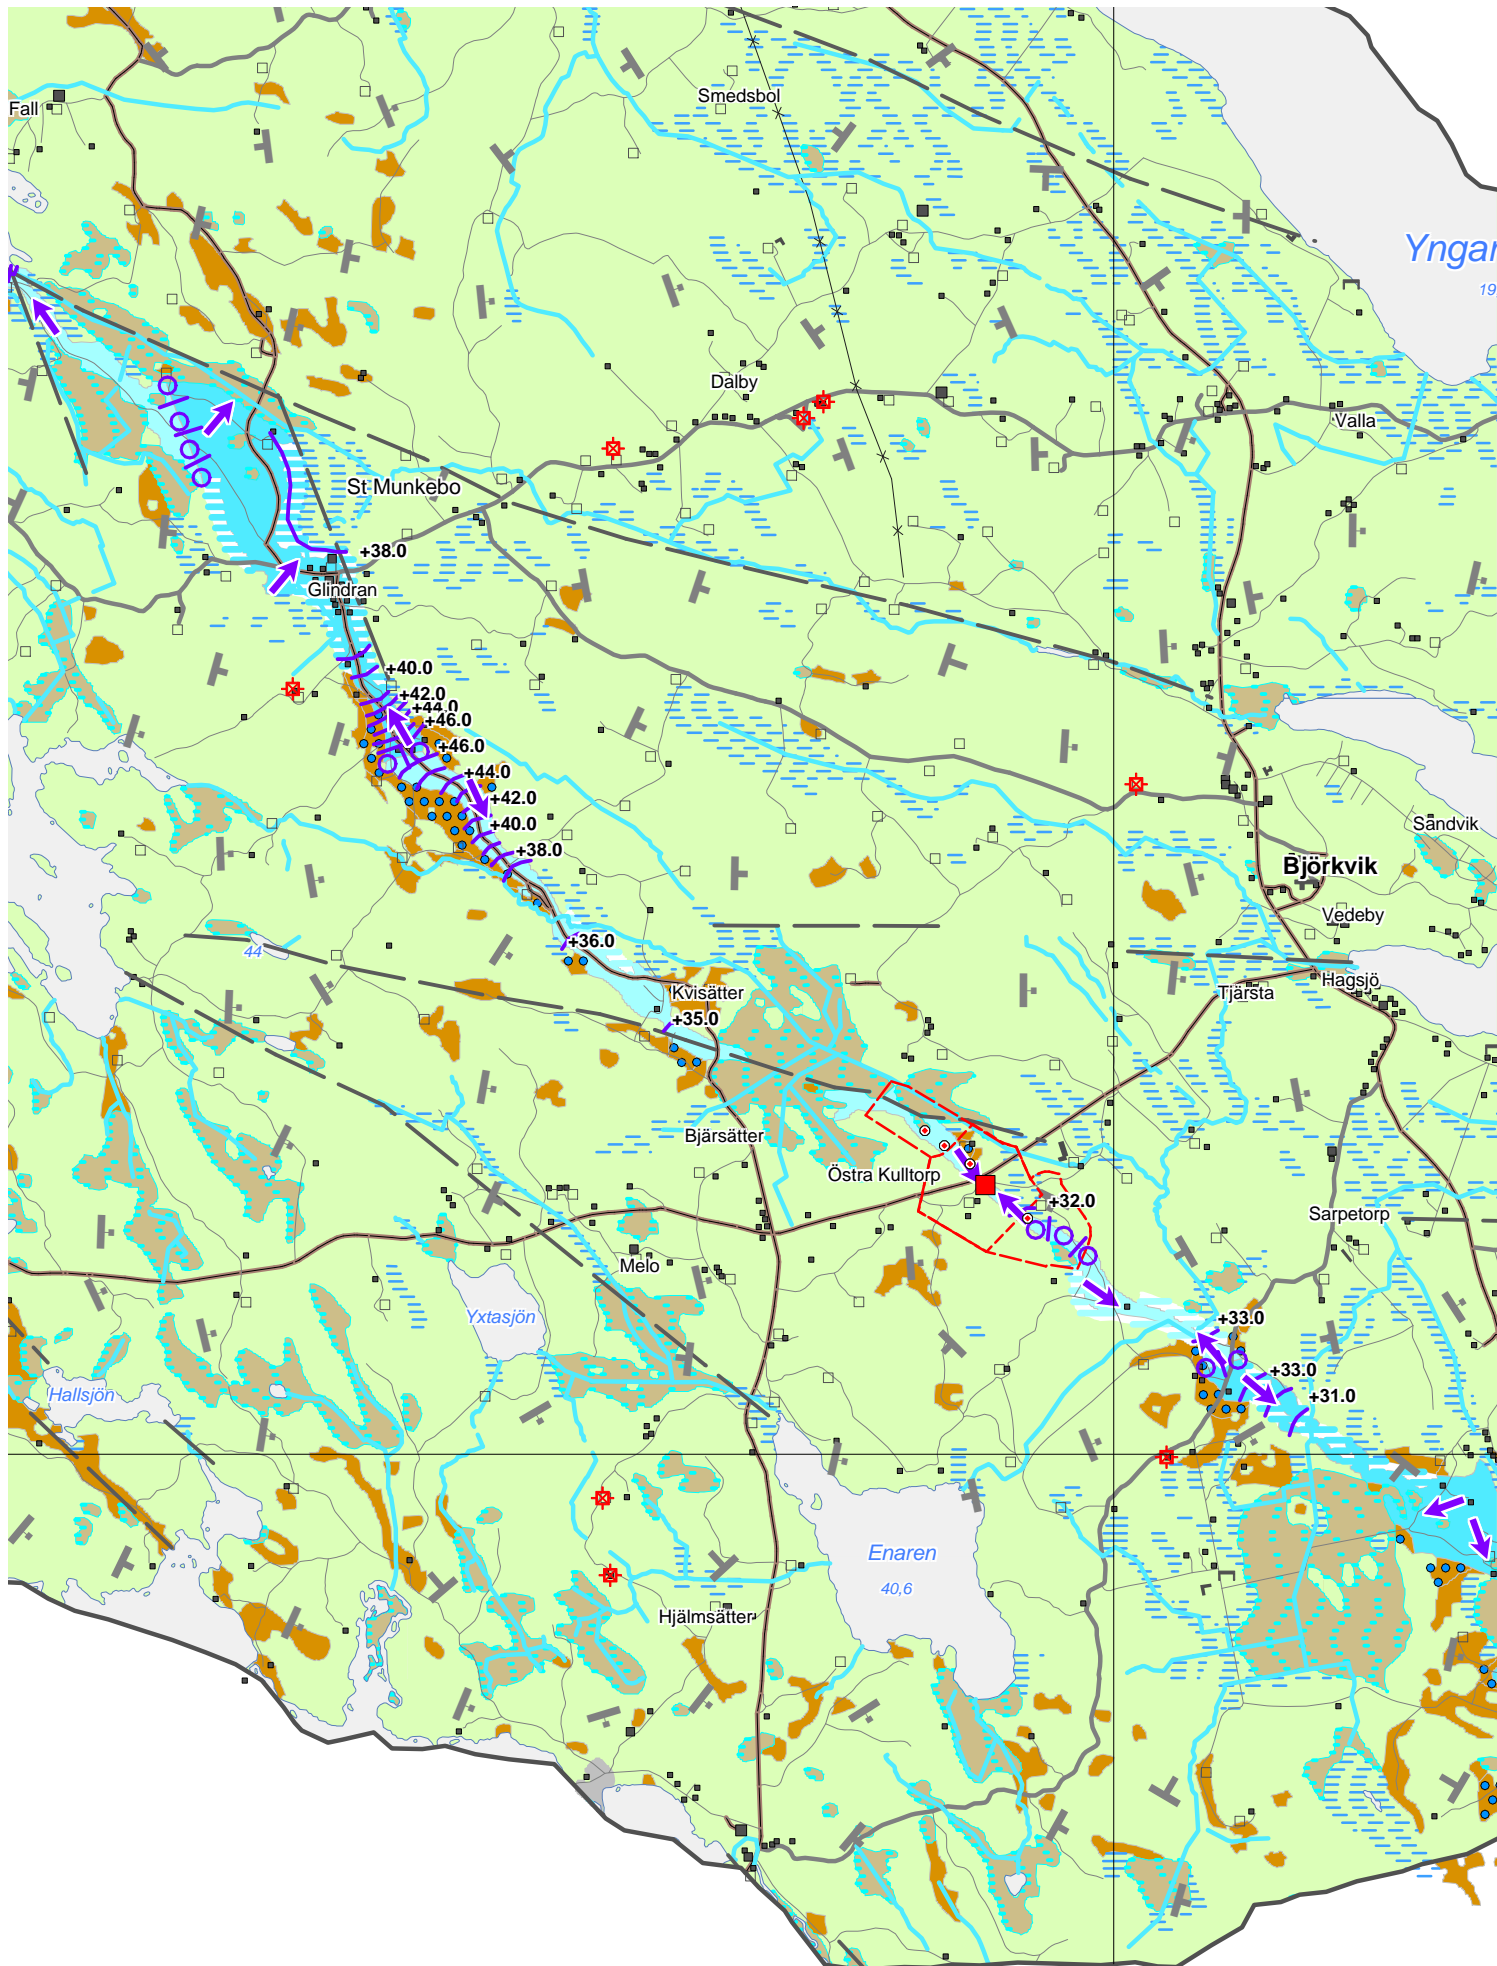 Smedsbol
Fall
Yngar
19,
Dalby
Valla
St Munkebo
+38.0
Glindran
+40.0
+42.0
+44.0
+46.0
+46.0
+44.0
+42.0
+40.0
+38.0
Sandvik
Björkvik
Vedeby
+36.0
44
Kvisätter
Tjärsta
Hagsjö
+35.0
Bjärsätter
Östra Kulltorp
+32.0
Sarpetorp
Melo
Yxtasjön
+33.0
+33.0
Hallsjön
+31.0
Enaren
40,6
Hjälmsätter